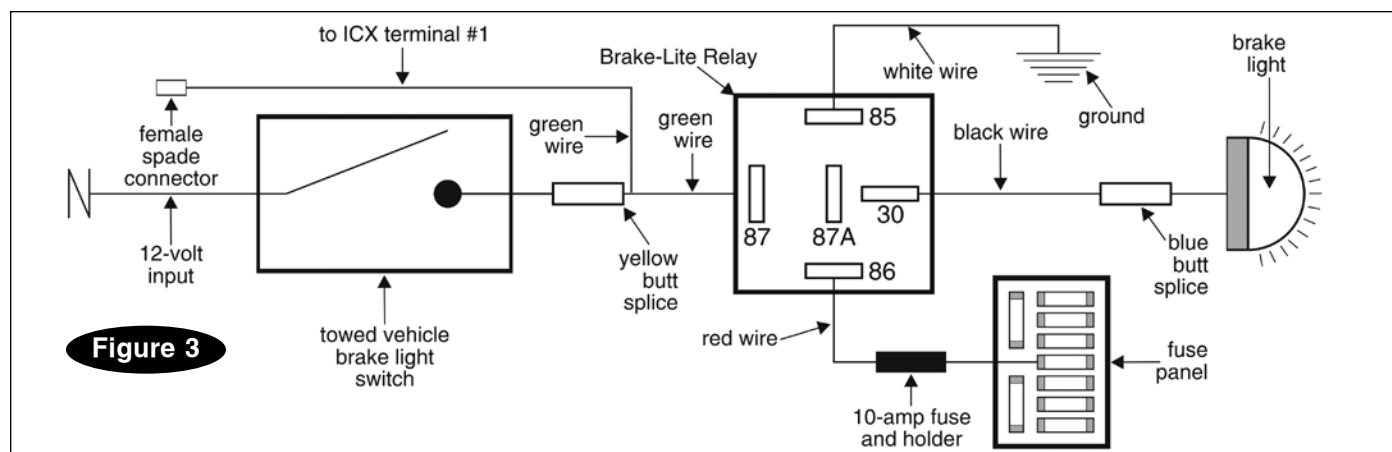 to ICX terminal #1
Brake-Lite Relay
white wire
brake
light
ground
female
spade
connector
green
wire
green
wire
85
black wire
87
87A
30
86
12-volt
input
yellow
butt
splice
blue
butt
splice
towed vehicle
brake light
switch
red wire
fuse
panel
10-amp fuse
and holder
Figure 3